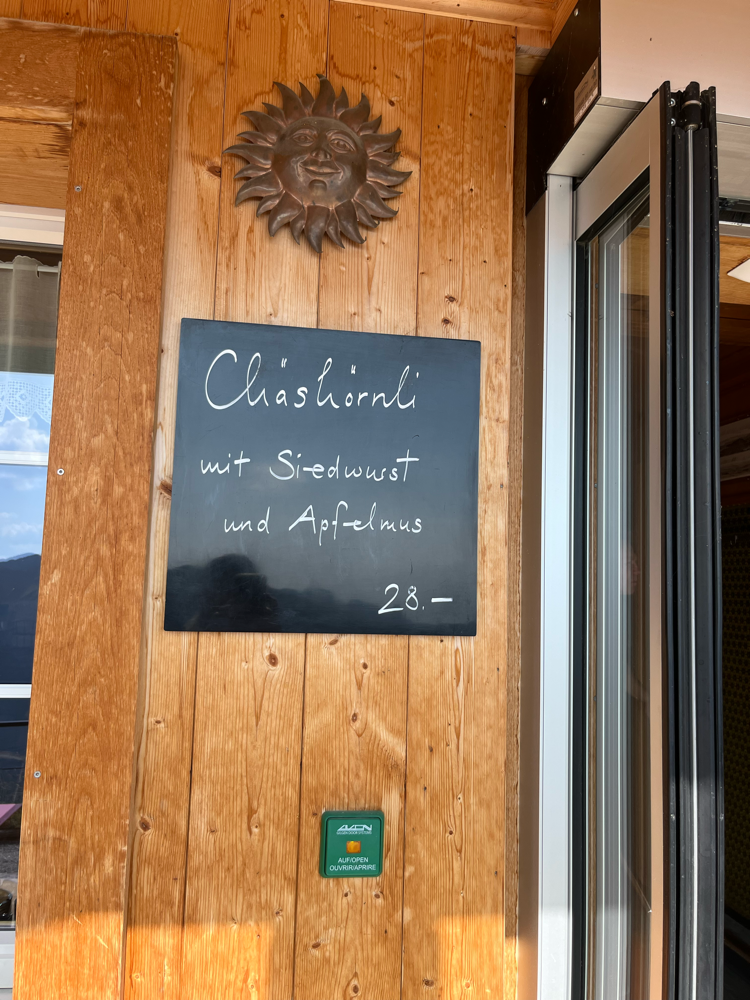 Chäshörnli
mit Siedwurst
und Apfelmus
28.–
AUF/OPEN
OUVRIR/APRIRE